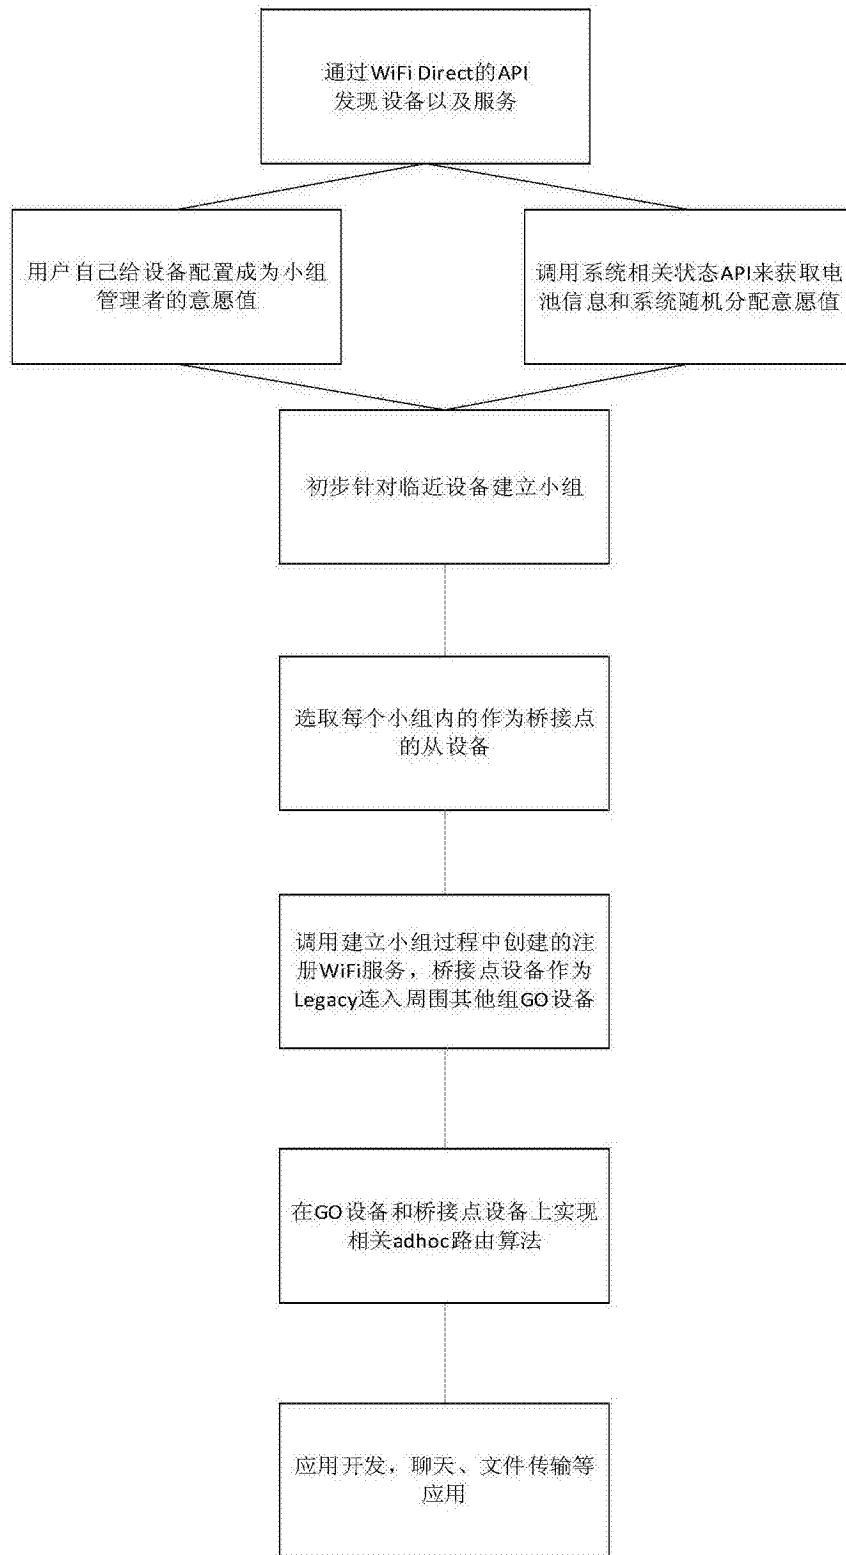 通过WiFi Direct的API
发现设备以及服务
用户自己给设备配置成为小组
管理者的意愿值
调用系统相关状态API来获取电
池信息和系统随机分配意愿值
初步针对临近设备建立小组
选取每个小组内的作为桥接点
的从设备
调用建立小组过程中创建的注
册WiFi服务，桥接点设备作为
Legacy连入周围其他组GO设备
在GO设备和桥接点设备上实现
相关adhoc路由算法
应用开发，聊天、文件传输等
应用